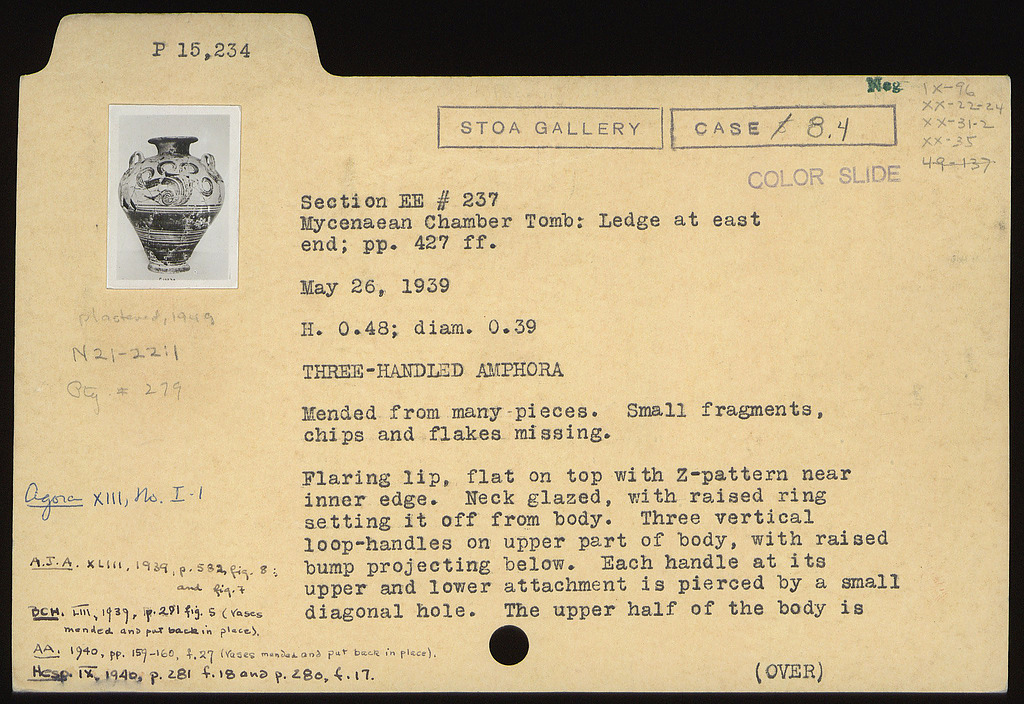 P 15,234
Neg
IX-96
XX-22-24
XX-31-2
XX-35
49-137
STOA GALLERY
CASE 8.4
COLOR SLIDE
Section EE # 237
Mycenaean Chamber Tomb: Ledge at east
end; pp. 427 ff.
May 26, 1939
H. 0.48; diam. 0.39
THREE-HANDLED AMPHORA
Mended from many pieces. Small fragments,
chips and flakes missing.
Flaring lip, flat on top with Z-pattern near
inner edge. Neck glazed, with raised ring
setting it off from body. Three vertical
loop-handles on upper part of body, with raised
bump projecting below. Each handle at its
upper and lower attachment is pierced by a small
diagonal hole. The upper half of the body is
(OVER)
plastered, 1949
N21-22:1
Ptg # 279
Agora XIII, No. I-1
A.J.A. XLIII, 1939, p. 582, fig. 8;
and fig. 7
BCH. LXIII, 1939, p. 291 fig. 5 (Vases
mended and put back in place).
AA. 1940, pp. 159-160, f. 27 (Vases mended and put back in place).
Hesp. IX, 1940, p. 281 f. 18 and p. 280, f. 17.